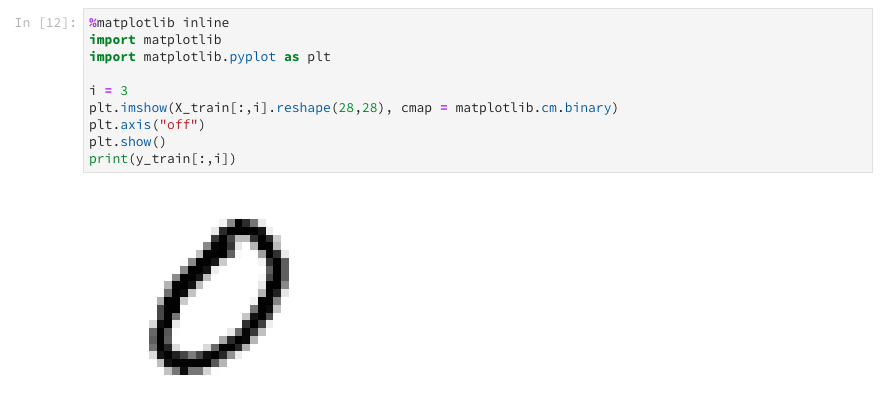 In [12]: %matplotlib inline
import matplotlib
import matplotlib.pyplot as plt

i = 3
plt.imshow(X_train[:,i].reshape(28,28), cmap = matplotlib.cm.binary)
plt.axis("off")
plt.show()
print(y_train[:,i])
0